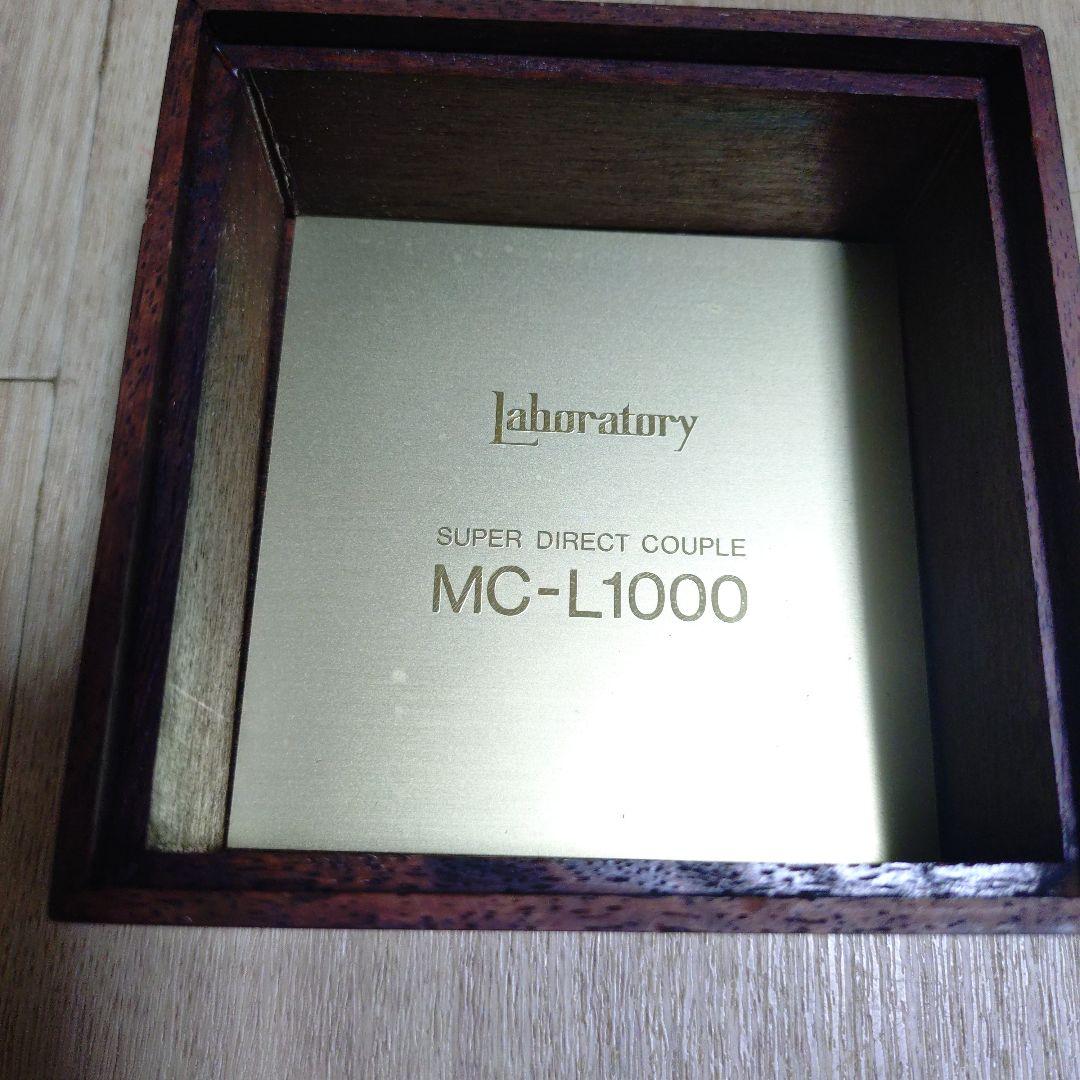 Laboratory
SUPER DIRECT COUPLE
MC-L1000